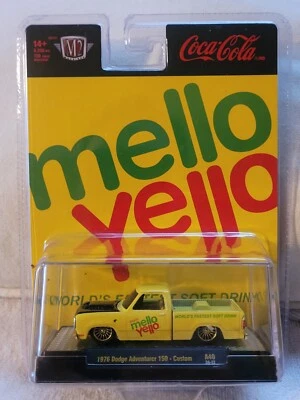 14+
M2
Coca-Cola
mello
yello
WORLD'S FASTEST SOFT DRINK
mello
yello
WORLD'S FASTEST SOFT DRINK
1976 Dodge Adventurer 150 - Custom